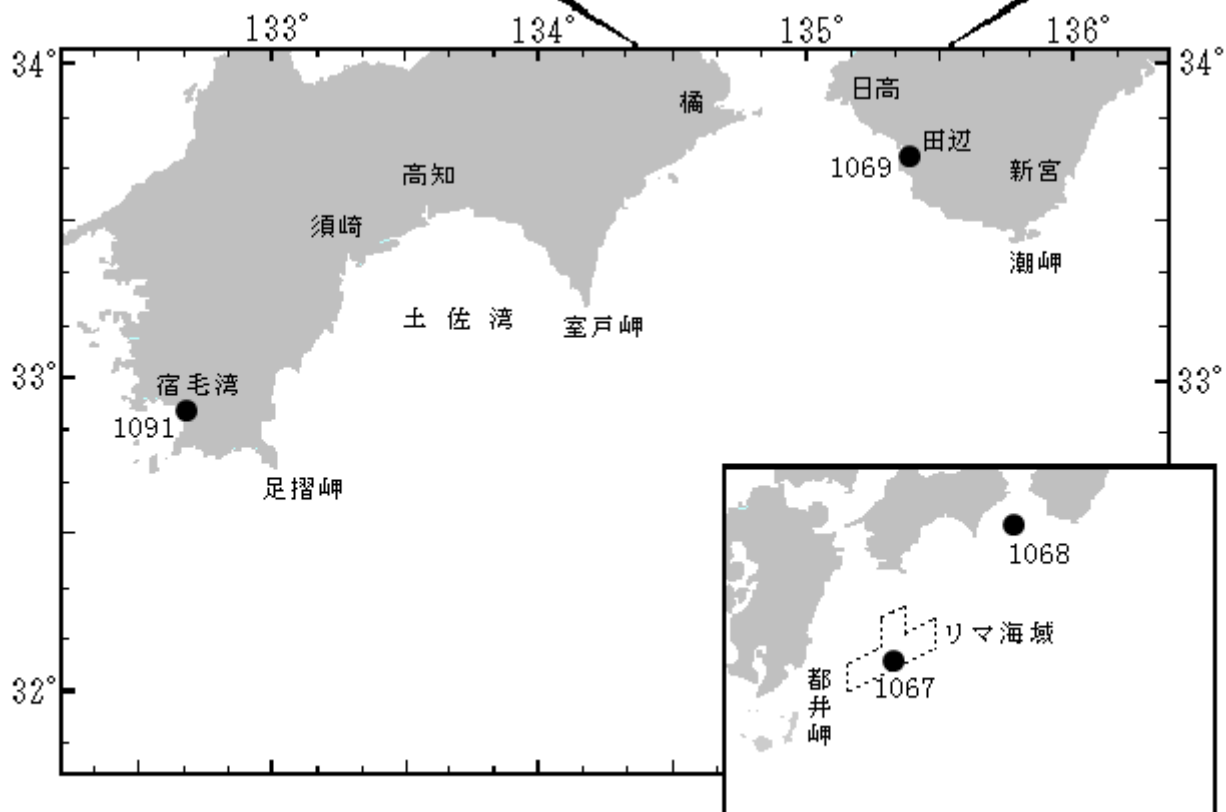 133°
134°
135°
136°
34°
34°
橘
日高
田辺
1069
高知
新宮
須崎
潮岬
土佐湾
室戸岬
33°
33°
宿毛湾
1091
足摺岬
1068
リマ海域
1067
都井岬
32°